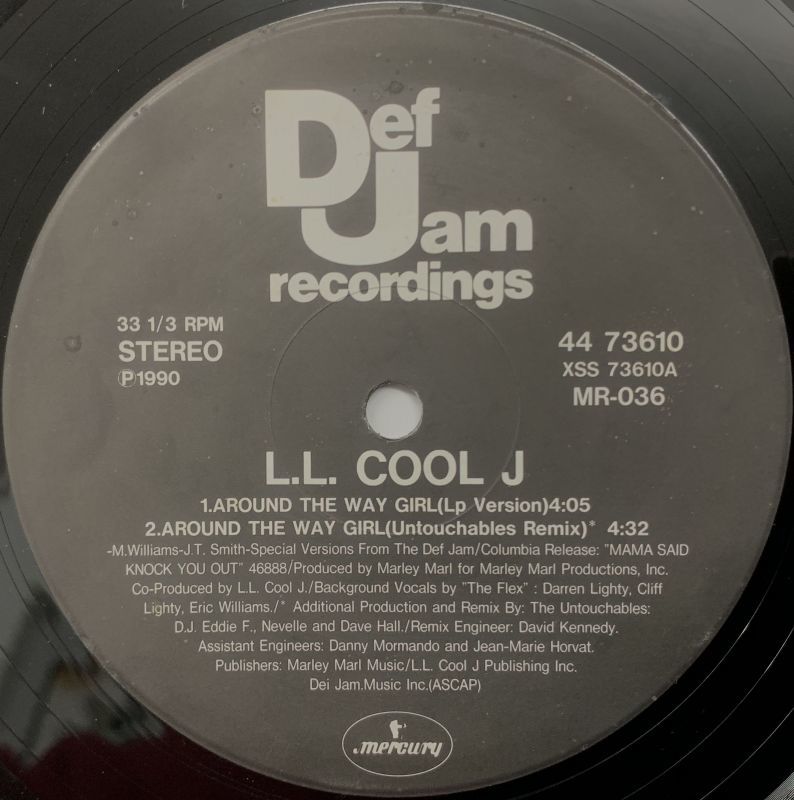 Def
Jam
recordings
33 1/3 RPM
STEREO
Ⓟ1990
44 73610
XSS 73610A
MR-036
L.L. COOL J
1.AROUND THE WAY GIRL(Lp Version)4:05
2.AROUND THE WAY GIRL(Untouchables Remix)* 4:32
-M.Williams-J.T. Smith-Special Versions From The Def Jam/Columbia Release: "MAMA SAID
KNOCK YOU OUT" 46888/Produced by Marley Marl for Marley Marl Productions, Inc.
Co-Produced by L.L. Cool J./Background Vocals by "The Flex" : Darren Lighty, Cliff
Lighty, Eric Williams./* Additional Production and Remix By: The Untouchables:
D.J. Eddie F., Nevelle and Dave Hall./Remix Engineer: David Kennedy.
* Assistant Engineers: Danny Mormando and Jean-Marie Horvat.
Publishers: Marley Marl Music/L.L. Cool J Publishing Inc.
Dei Jam.Music Inc.(ASCAP)
mercury